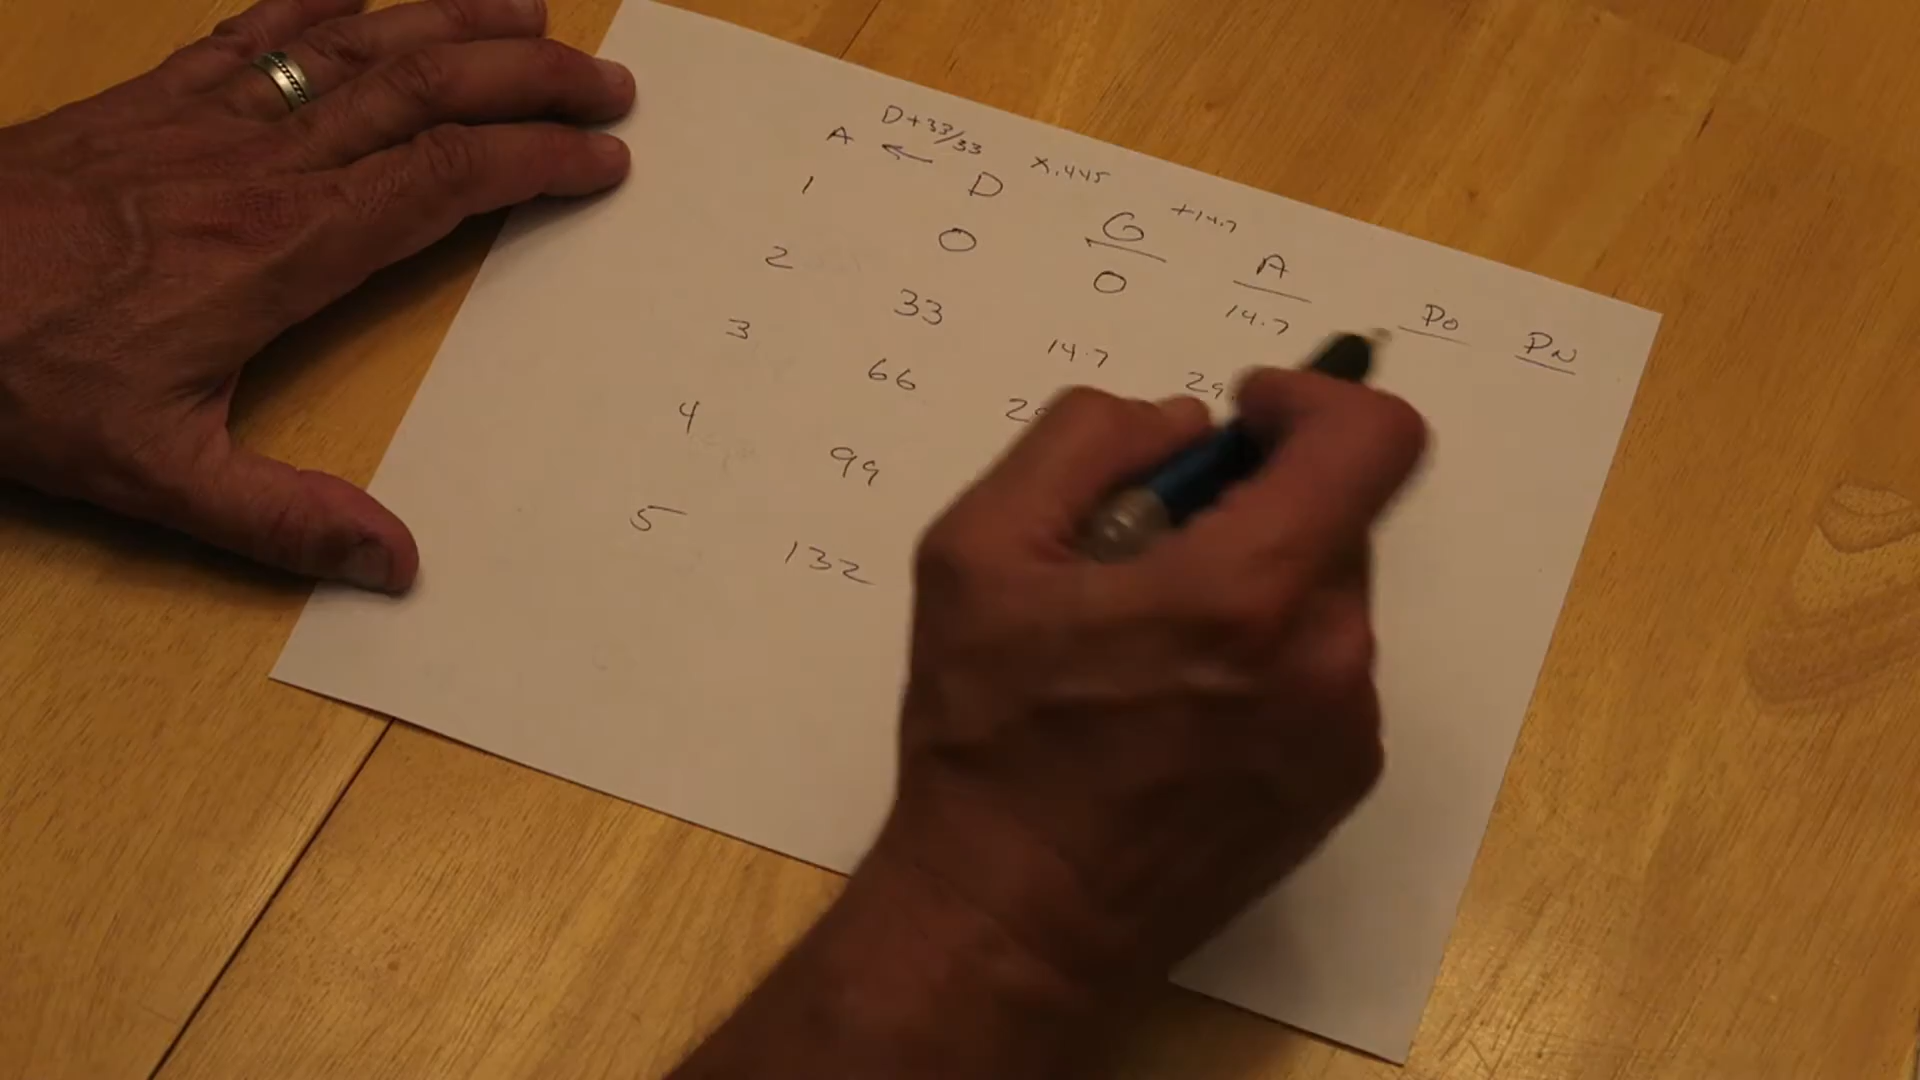 A ← D+33/33 D x.445 G +14.7 A Po PN
1 0 0 14.7
2 33 14.7
3 66
4 99
5 132